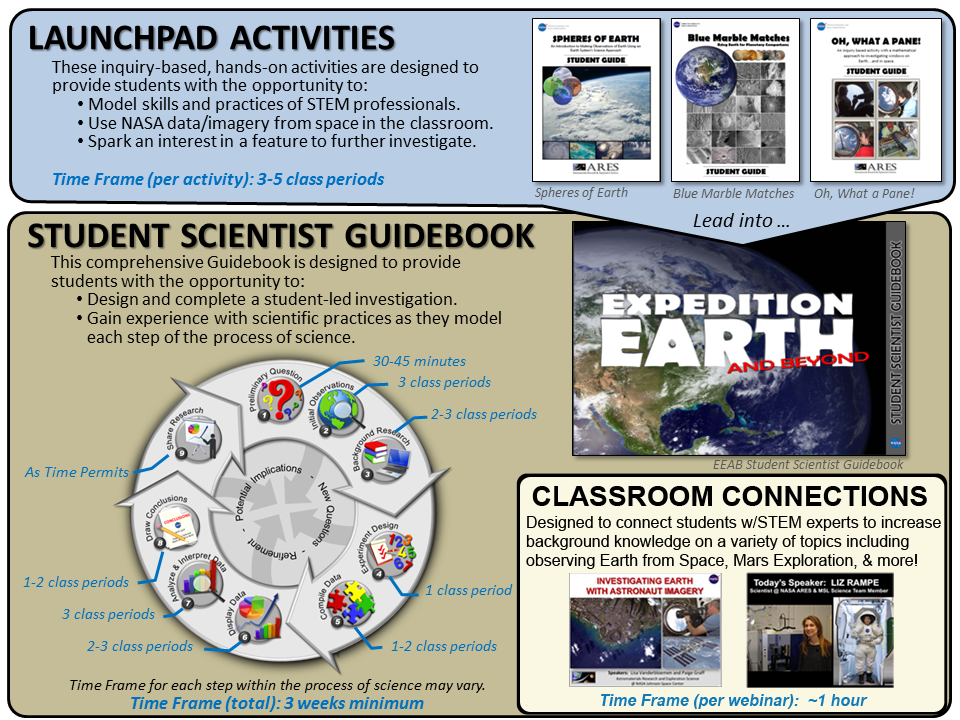 LAUNCHPAD ACTIVITIES
These inquiry-based, hands-on activities are designed to
provide students with the opportunity to:
• Model skills and practices of STEM professionals.
• Use NASA data/imagery from space in the classroom.
• Spark an interest in a feature to further investigate.
Time Frame (per activity): 3-5 class periods
SPHERES OF EARTH
An Introduction to Making Observations of Earth Using an
Earth System's Science Approach
STUDENT GUIDE
ARES
Spheres of Earth
Blue Marble Matches
Using Earth for Planetary Comparisons
STUDENT GUIDE
ARES
Blue Marble Matches
OH, WHAT A PANE!
An inquiry based activity with a mathematical
approach to investigating windows on
Earth...and in space
STUDENT GUIDE
ARES
Oh, What a Pane!
Lead into ...
STUDENT SCIENTIST GUIDEBOOK
This comprehensive Guidebook is designed to provide
students with the opportunity to:
• Design and complete a student-led investigation.
• Gain experience with scientific practices as they model
each step of the process of science.
EXPEDITION
EARTH
AND BEYOND
STUDENT SCIENTIST GUIDEBOOK
EEAB Student Scientist Guidebook
Preliminary Question
1
30-45 minutes
Initial Observations
2
3 class periods
Background Research
3
2-3 class periods
Experiment Design
4
1 class period
Compile Data
5
1-2 class periods
Display Data
6
2-3 class periods
Analyze & Interpret Data
7
3 class periods
Draw Conclusions
CONCLUSIONS
8
1-2 class periods
Share Research
9
As Time Permits
- Potential Implications - New Questions - Refinement
Time Frame for each step within the process of science may vary.
Time Frame (total): 3 weeks minimum
CLASSROOM CONNECTIONS
Designed to connect students w/STEM experts to increase
background knowledge on a variety of topics including
observing Earth from Space, Mars Exploration, & more!
INVESTIGATING EARTH
WITH ASTRONAUT IMAGERY
Speakers: Lisa Vanderbloemen and Paige Graff
Astromaterials Research and Exploration Science
@ NASA Johnson Space Center
Today's Speaker: LIZ RAMPE
Scientist @ NASA ARES & MSL Science Team Member
Time Frame (per webinar): ~1 hour